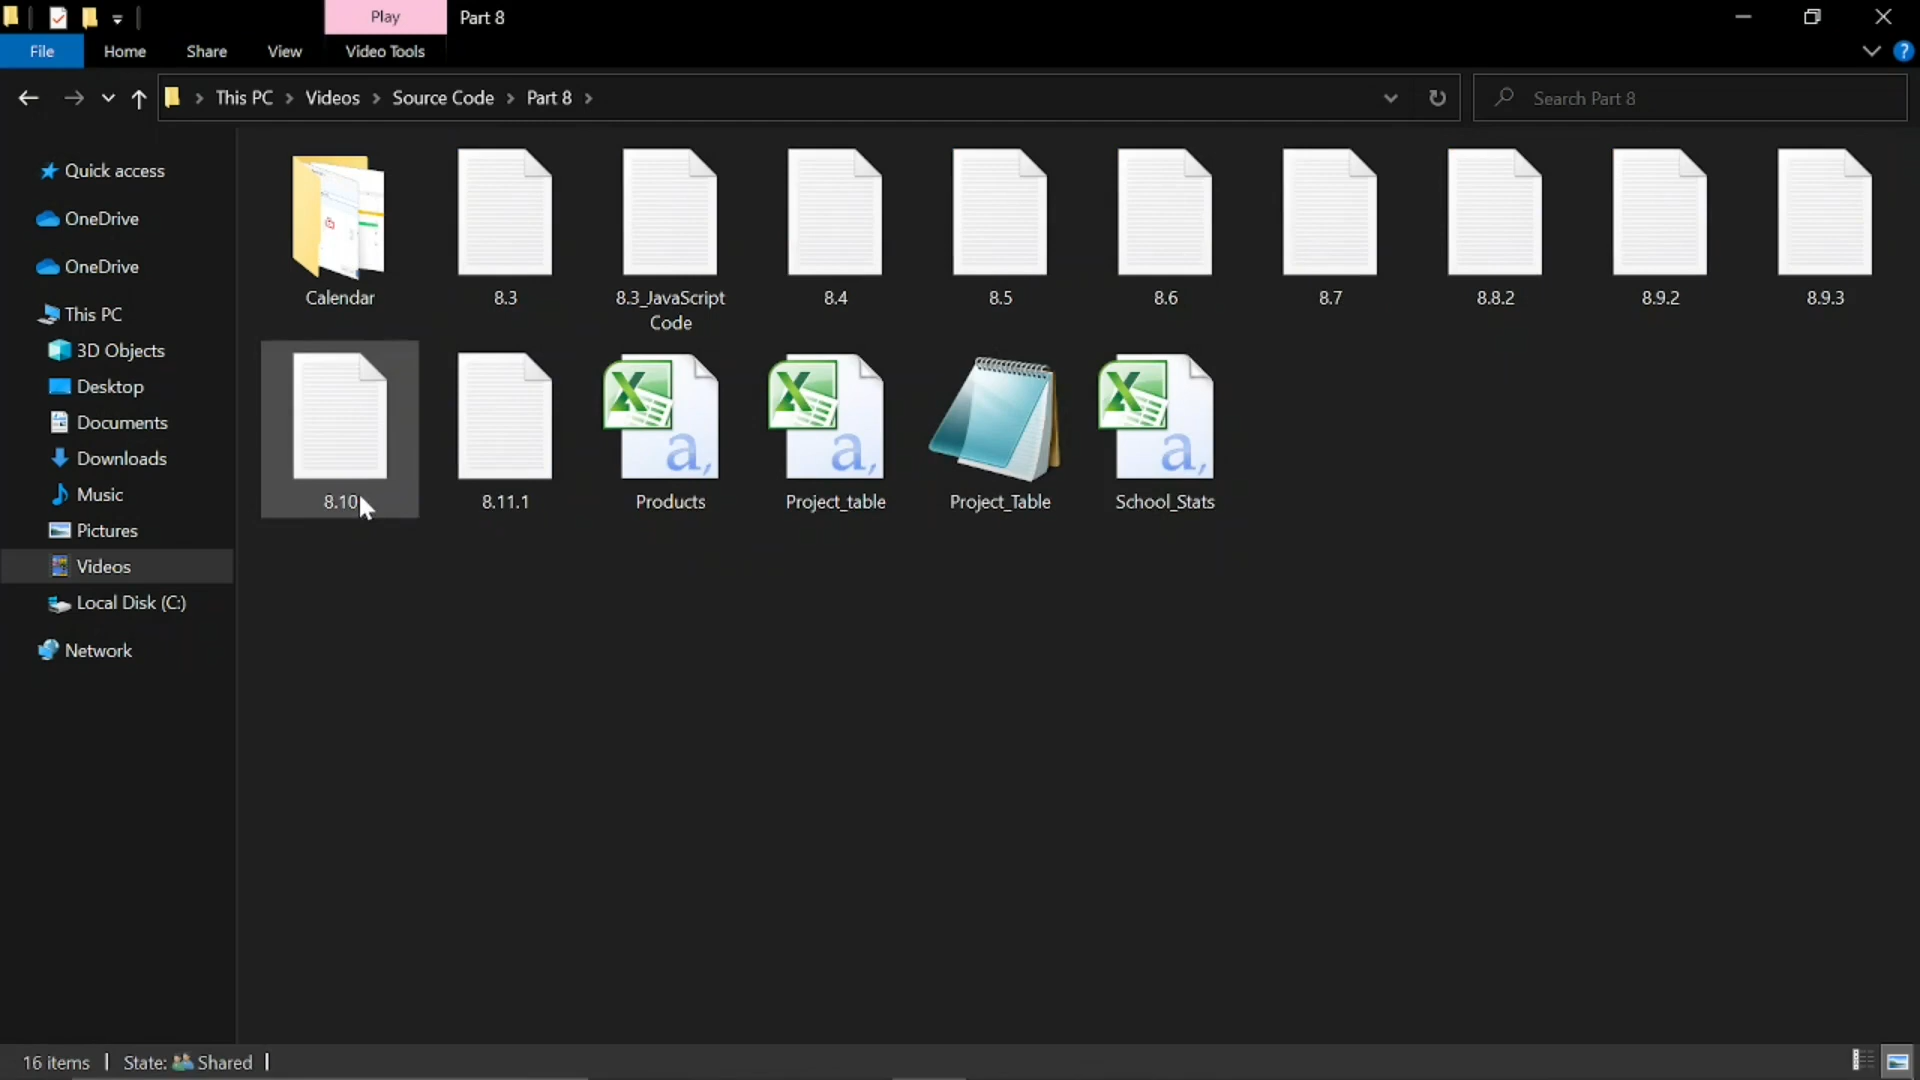 Play
Part 8
File
Home
Share
View
Video Tools
This PC
Videos
Source Code
Part 8
Search Part 8
Quick access
OneDrive
OneDrive
This PC
3D Objects
Desktop
Documents
Downloads
Music
Pictures
Videos
Local Disk (C:)
Network
Calendar
8.3
8.3_JavaScript
Code
8.4
8.5
8.6
8.7
8.8.2
8.9.2
8.9.3
8.10
8.11.1
Products
Project_table
Project_Table
School_Stats
16 items
State: Shared